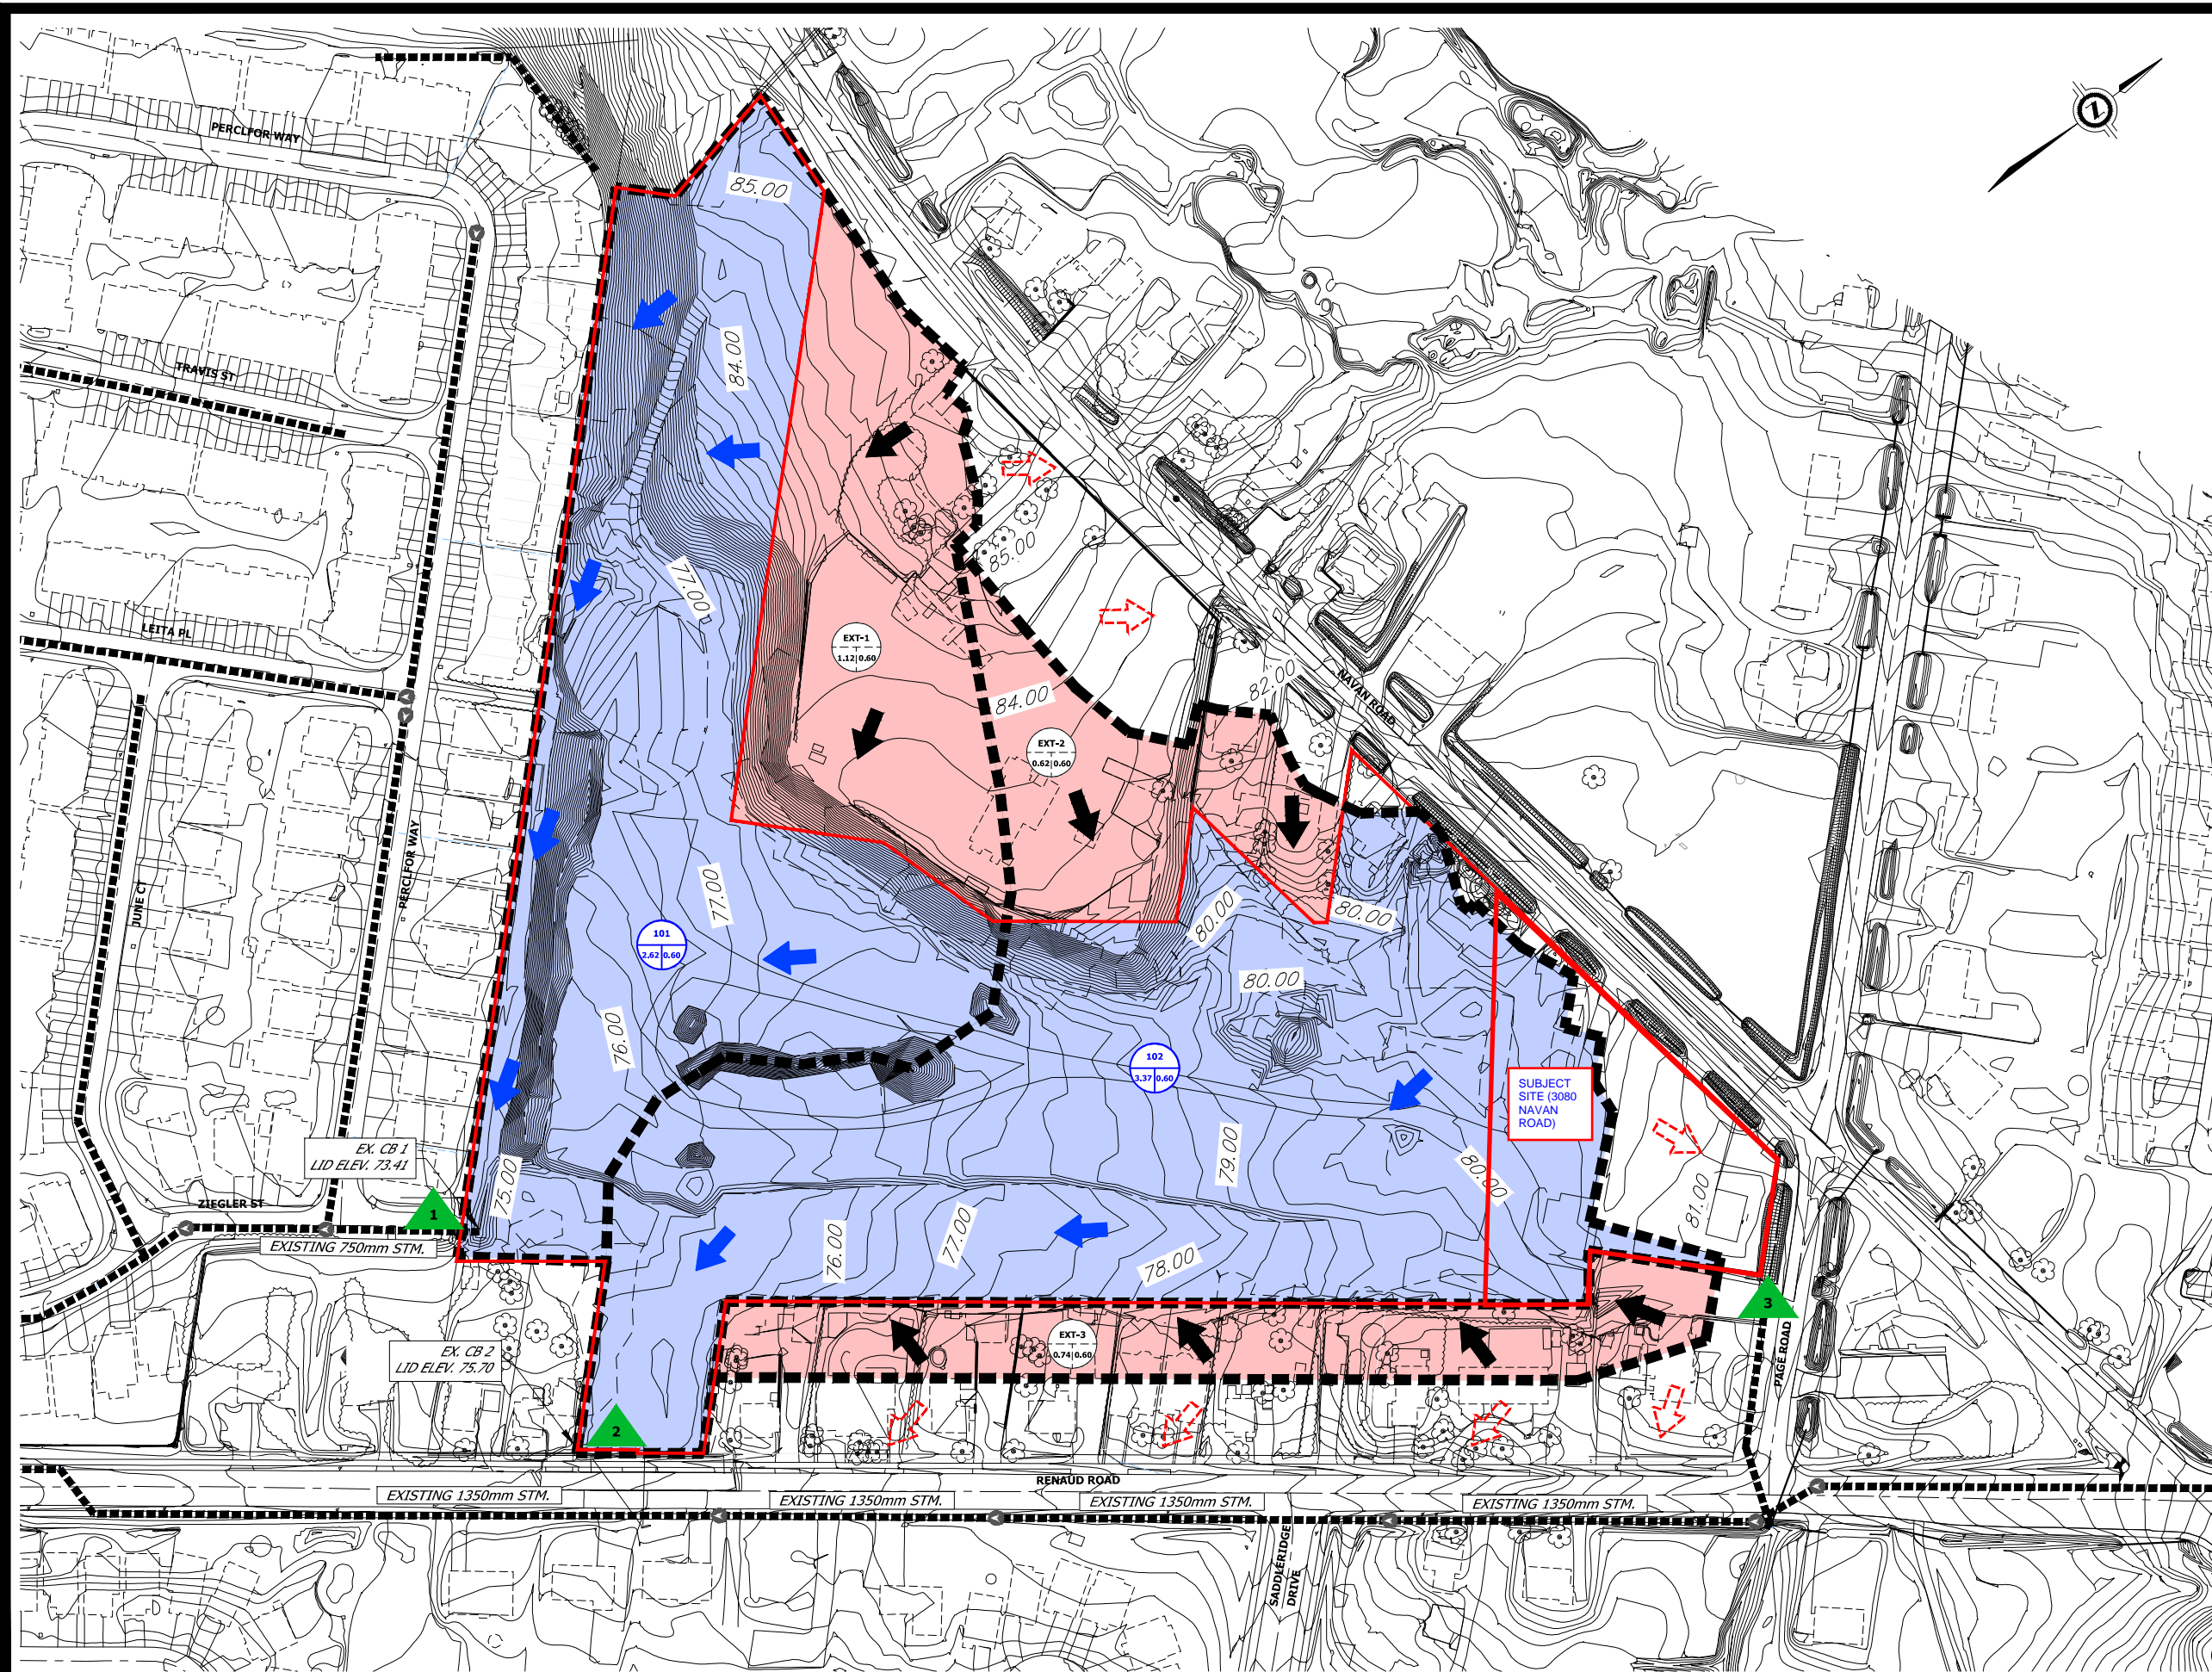 PERCLFOR WAY
85.00
TRAVIS ST
84.00
85.00
77.00
LEITA PL
EXT-1
1.12|0.60
84.00
82.00
NAVAN ROAD
EXT-2
0.62|0.60
PERCLFOR WAY
JUNE CT
77.00
80.00
80.00
101
2.62|0.60
80.00
76.00
102
3.37|0.60
SUBJECT
SITE (3080
NAVAN
ROAD)
EX. CB 1
LID ELEV. 73.41
75.00
79.00
80.00
81.00
ZIEGLER ST
1
EXISTING 750mm STM.
76.00
77.00
78.00
3
EX. CB 2
LID ELEV. 75.70
EXT-3
0.74|0.60
PAGE ROAD
2
RENAUD ROAD
EXISTING 1350mm STM.
EXISTING 1350mm STM.
EXISTING 1350mm STM.
EXISTING 1350mm STM.
SADDLERIDGE
DRIVE